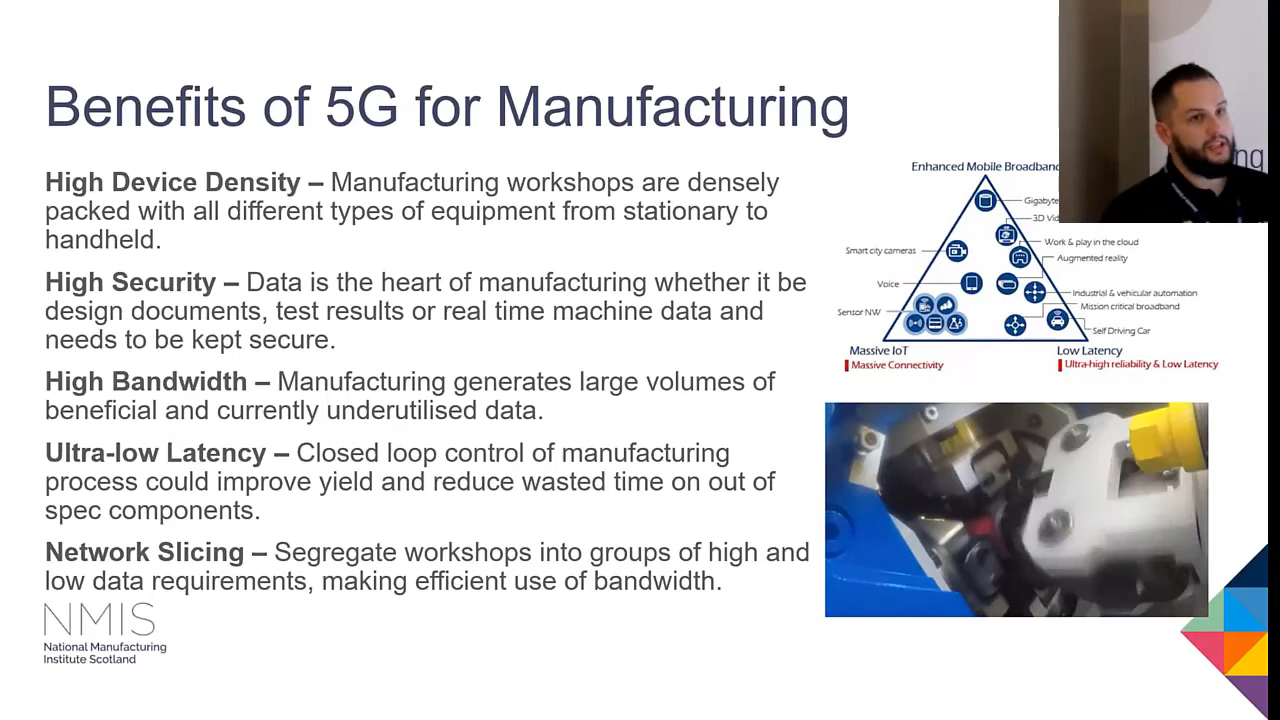 Benefits of 5G for Manufacturing
High Device Density – Manufacturing workshops are densely
packed with all different types of equipment from stationary to
handheld.
High Security – Data is the heart of manufacturing whether it be
design documents, test results or real time machine data and
needs to be kept secure.
High Bandwidth – Manufacturing generates large volumes of
beneficial and currently underutilised data.
Ultra-low Latency – Closed loop control of manufacturing
process could improve yield and reduce wasted time on out of
spec components.
Network Slicing – Segregate workshops into groups of high and
low data requirements, making efficient use of bandwidth.
NMIS
National Manufacturing
Institute Scotland
Enhanced Mobile Broadband
Gigabyte
3D Vid
Smart city cameras
Work & play in the cloud
Augmented reality
Voice
Industrial & vehicular automation
Mission critical broadband
Sensor NW
Self Driving Car
Massive IoT
Massive Connectivity
Low Latency
Ultra-high reliability & Low Latency
ng